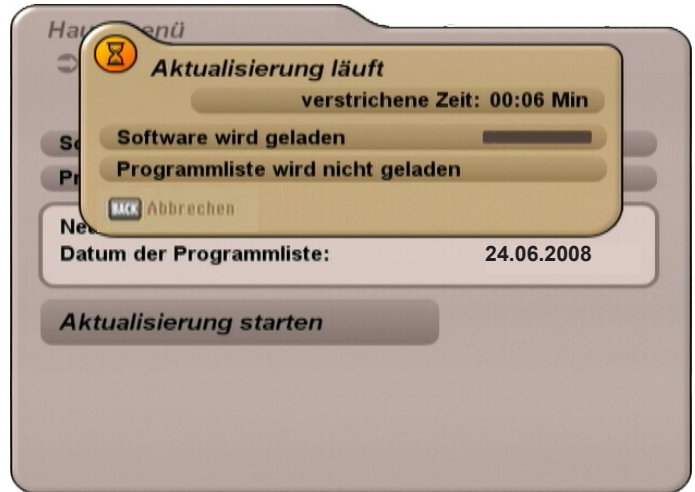 Aktualisierung läuft
verstrichene Zeit: 00:06 Min
Software wird geladen
Programmliste wird nicht geladen
BACK Abbrechen
Datum der Programmliste: 24.06.2008
Aktualisierung starten